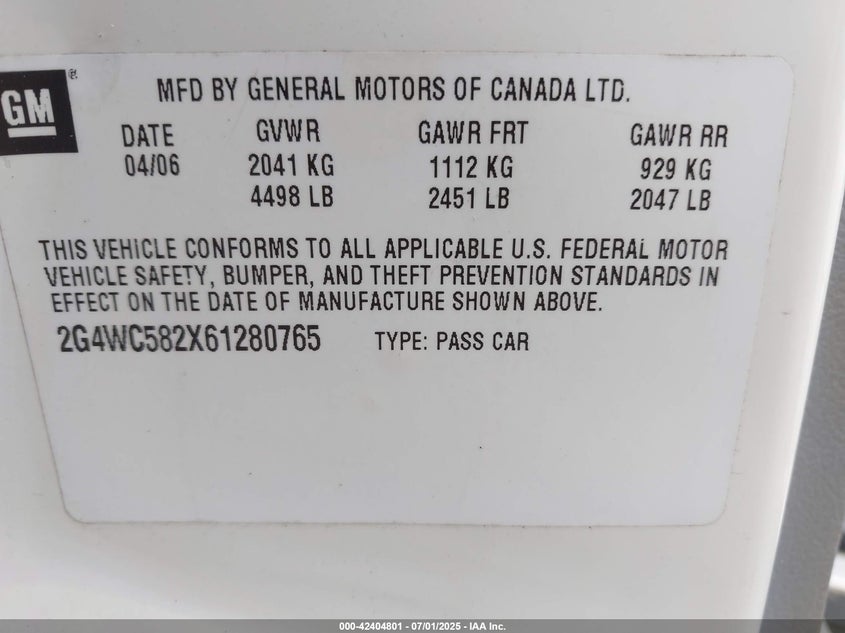 GM ®
MFD BY GENERAL MOTORS OF CANADA LTD.
DATE GVWR GAWR FRT GAWR RR
04/06 2041 KG 1112 KG 929 KG
4498 LB 2451 LB 2047 LB
THIS VEHICLE CONFORMS TO ALL APPLICABLE U.S. FEDERAL MOTOR
VEHICLE SAFETY, BUMPER, AND THEFT PREVENTION STANDARDS IN
EFFECT ON THE DATE OF MANUFACTURE SHOWN ABOVE.
2G4WC582X61280765 TYPE: PASS CAR
000-42404801 / 07/01/2025 - IAA Inc.